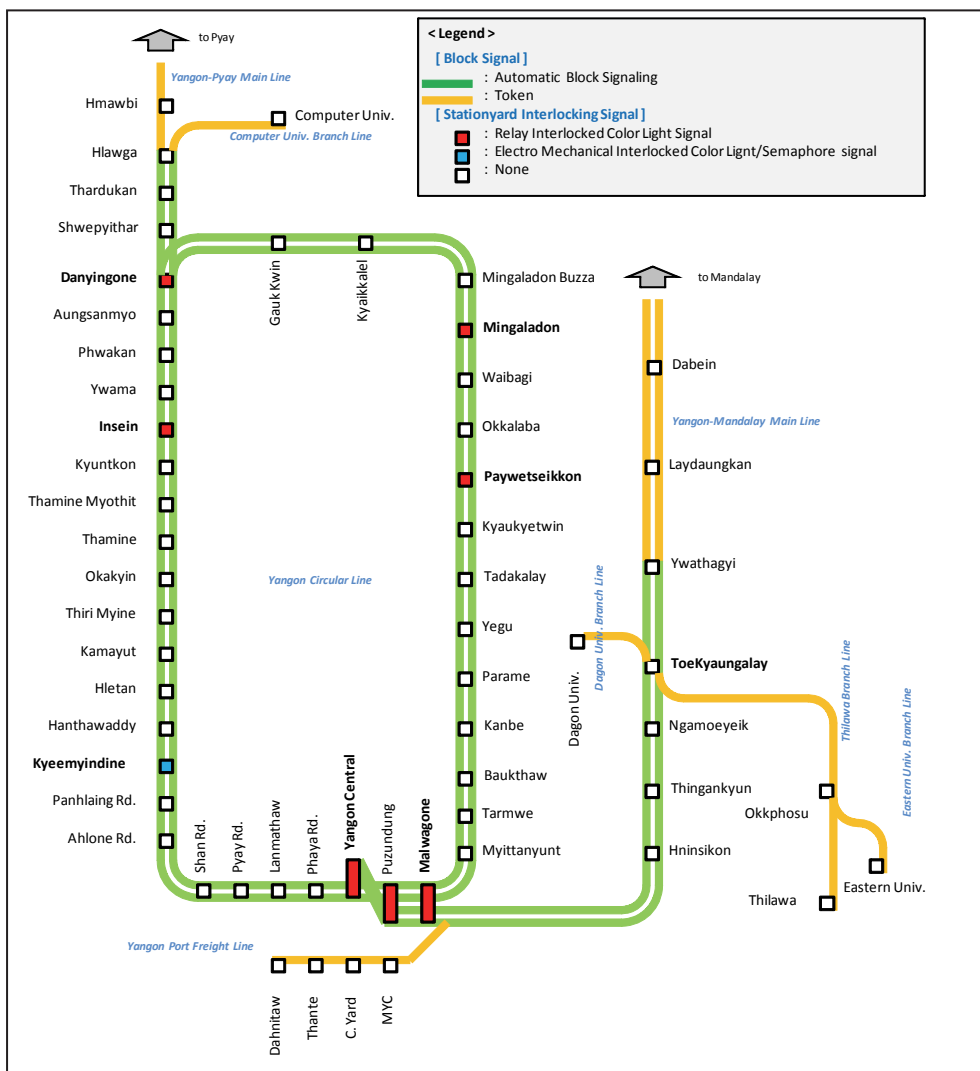 to Pyay
Yangon-Pyay Main Line
Hmawbi
Computer Univ.
Computer Univ. Branch Line
Hlawga
Thardukan
Shwepyithar
Danyingone
Aungsanmyo
Phwakan
Ywama
Insein
Kyuntkon
Thamine Myothit
Thamine
Okakyin
Thiri Myine
Kamayut
Hletan
Hanthawaddy
Kyeemyindine
Panhlaing Rd.
Ahlone Rd.
< Legend >
[ Block Signal ]
: Automatic Block Signaling
: Token
[ Stationyard Interlocking Signal ]
: Relay Interlocked Color Light Signal
: Electro Mechanical Interlocked Color Lignt/Semaphore signal
: None
Gauk Kwin
Kyaikkalel
Mingaladon Buzza
Mingaladon
Waibagi
Okkalaba
Paywetseikkon
Kyaukyetwin
Tadakalay
Yegu
Parame
Kanbe
Baukthaw
Tarmwe
Myittanyunt
Yangon Circular Line
Shan Rd.
Pyay Rd.
Lanmathaw
Phaya Rd.
Yangon Central
Puzundung
Malwagone
Yangon Port Freight Line
Dahnitaw
Thante
C. Yard
MYC
to Mandalay
Dabein
Yangon-Mandalay Main Line
Laydaungkan
Ywathagyi
Dagon Univ. Branch Line
Dagon Univ.
ToeKyaungalay
Ngamoeyeik
Thingankyun
Hninsikon
Thilawa Branch Line
Eastern Univ. Branch Line
Okkphosu
Eastern Univ.
Thilawa